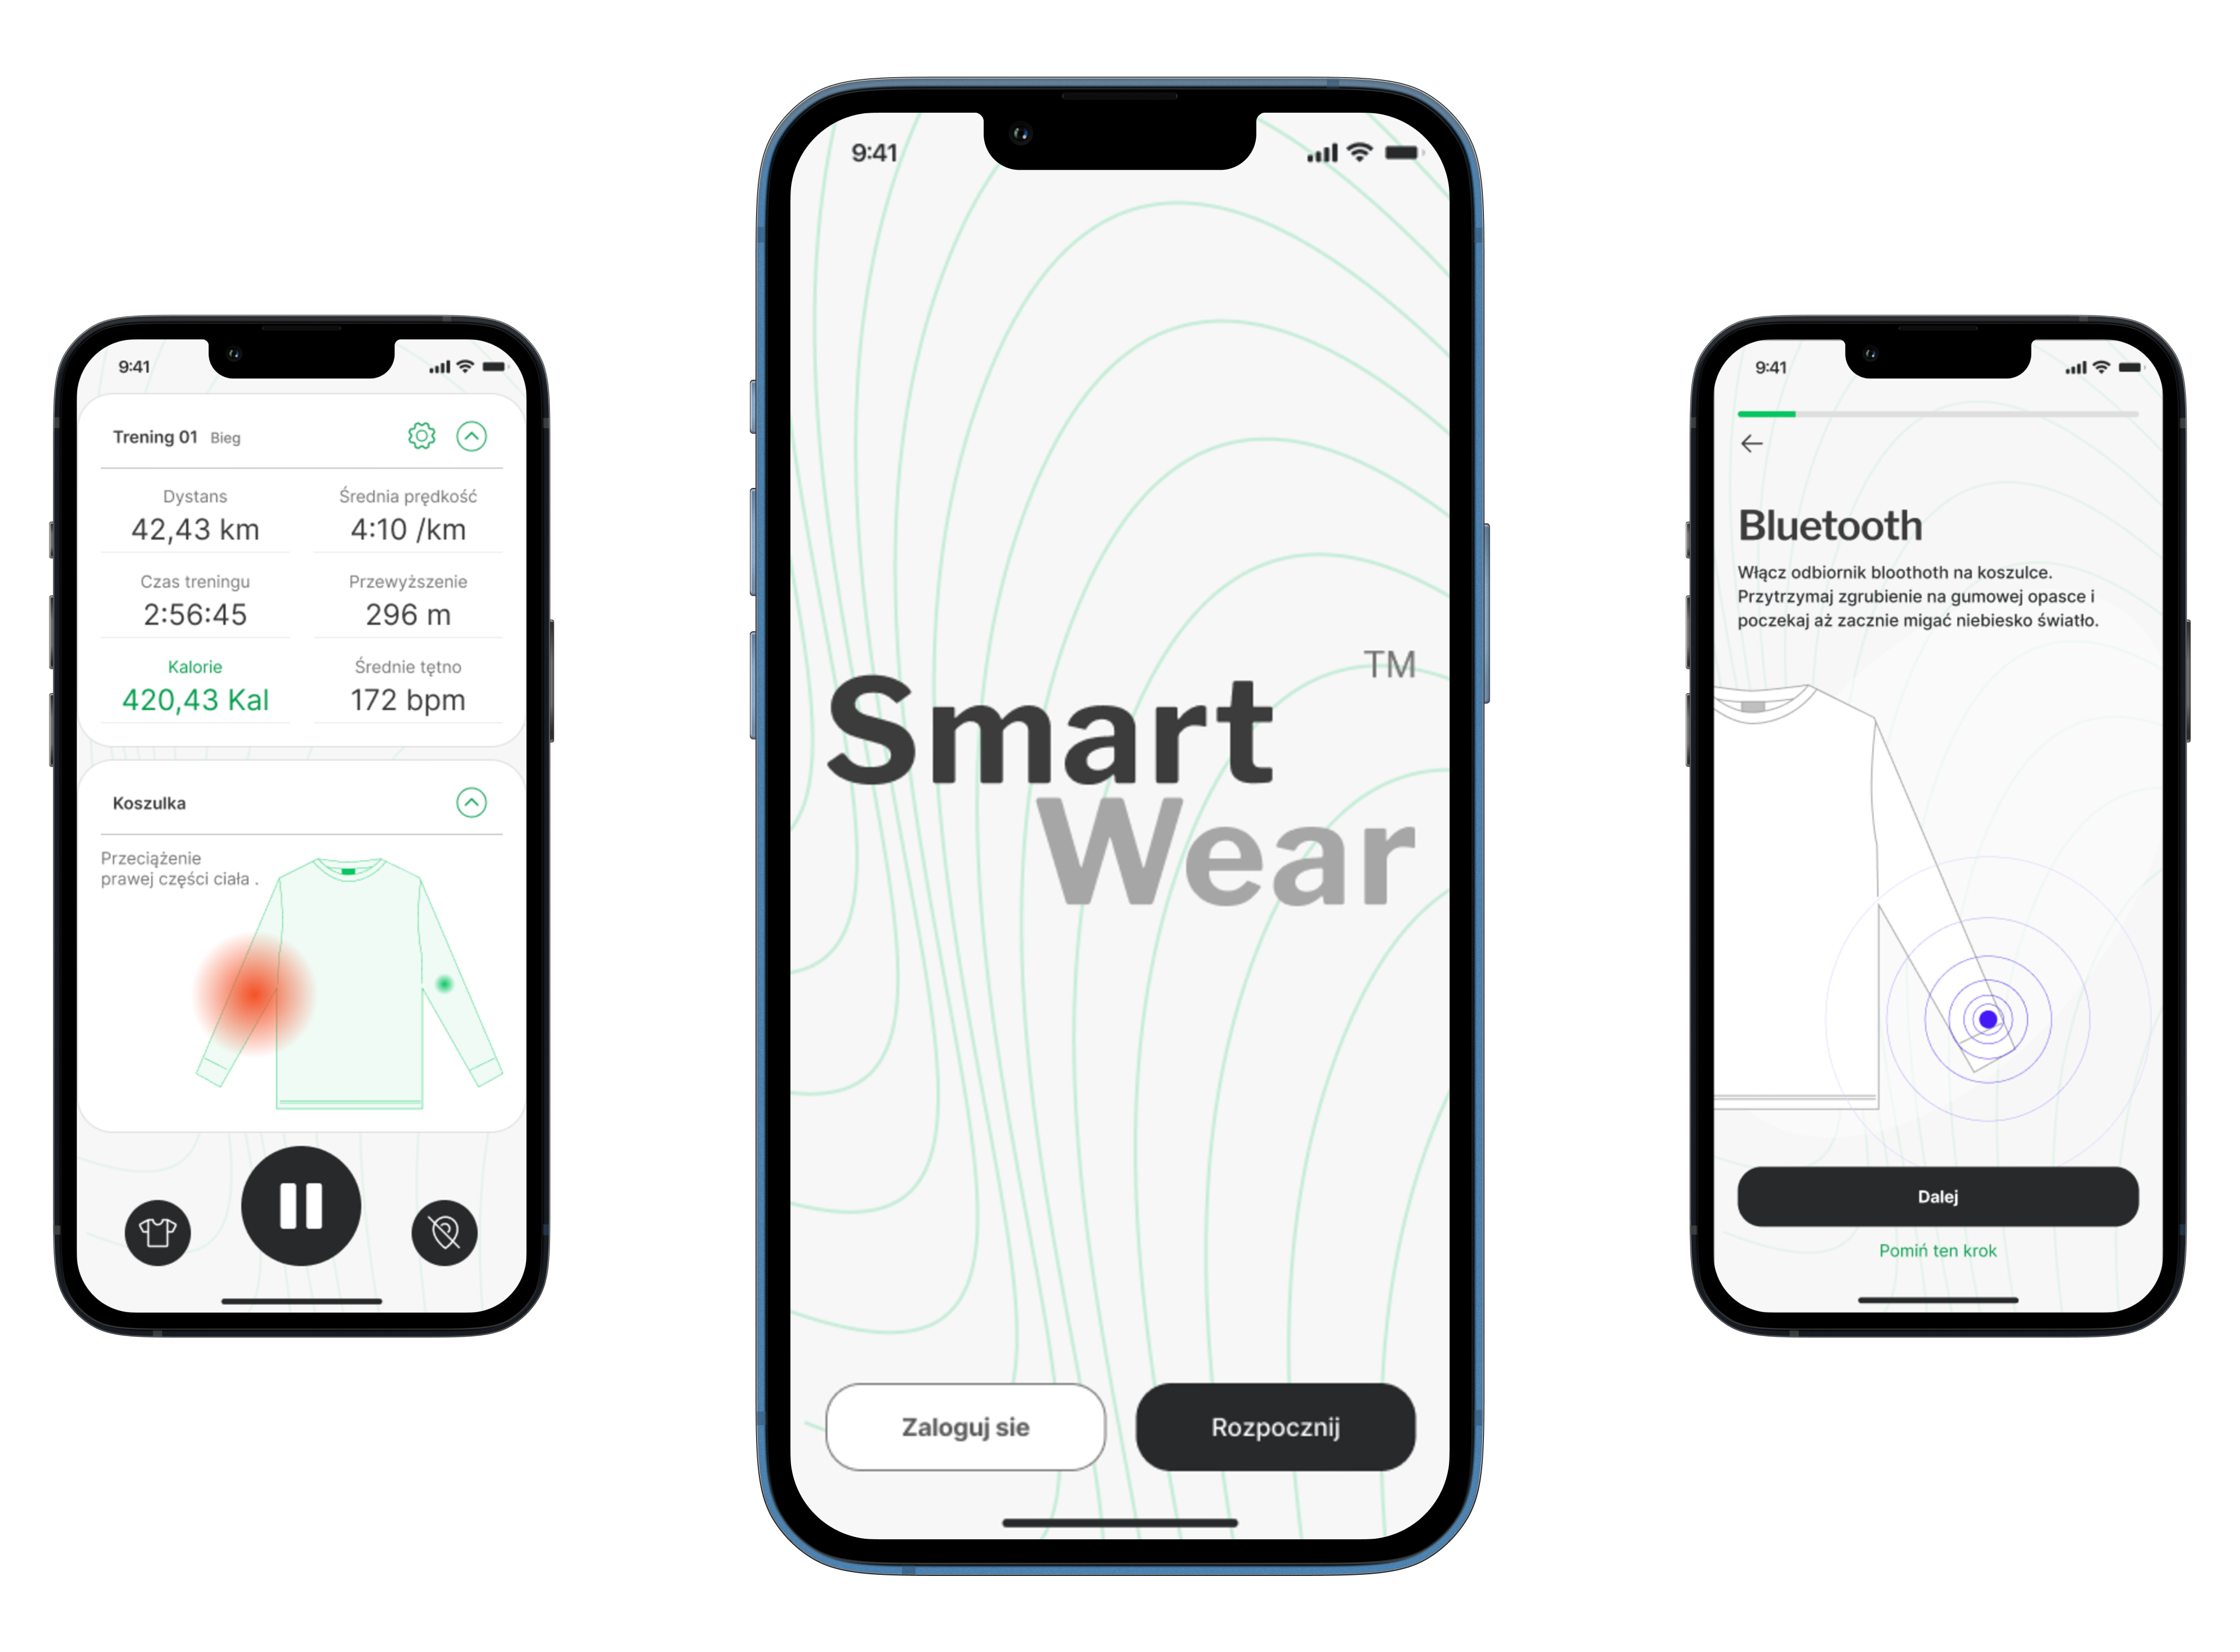 9:41
Trening 01 Bieg
Dystans
42,43 km
Średnia prędkość
4:10 /km
Czas treningu
2:56:45
Przewyższenie
296 m
Kalorie
420,43 Kal
Średnie tętno
172 bpm
Koszulka
Przeciążenie
prawej części ciała .
9:41
TM
Smart
Wear
Zaloguj sie
Rozpocznij
9:41
Bluetooth
Włącz odbiornik bloothoth na koszulce.
Przytrzymaj zgrubienie na gumowej opasce i
poczekaj aż zacznie migać niebiesko światło.
Dalej
Pomiń ten krok